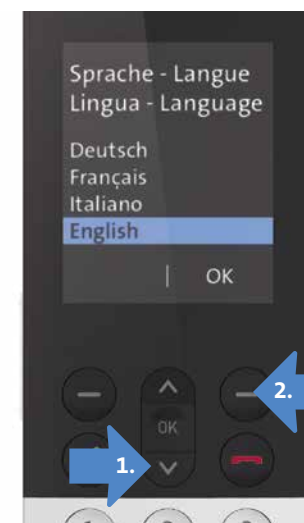 Sprache - Langue
Lingua - Language
Deutsch
Français
Italiano
English
| OK
2.
OK
1.